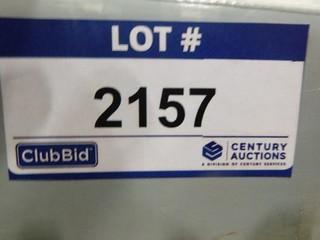 LOT #
2157
ClubBid
CENTURY
AUCTIONS
A DIVISION OF CENTURY SERVICES